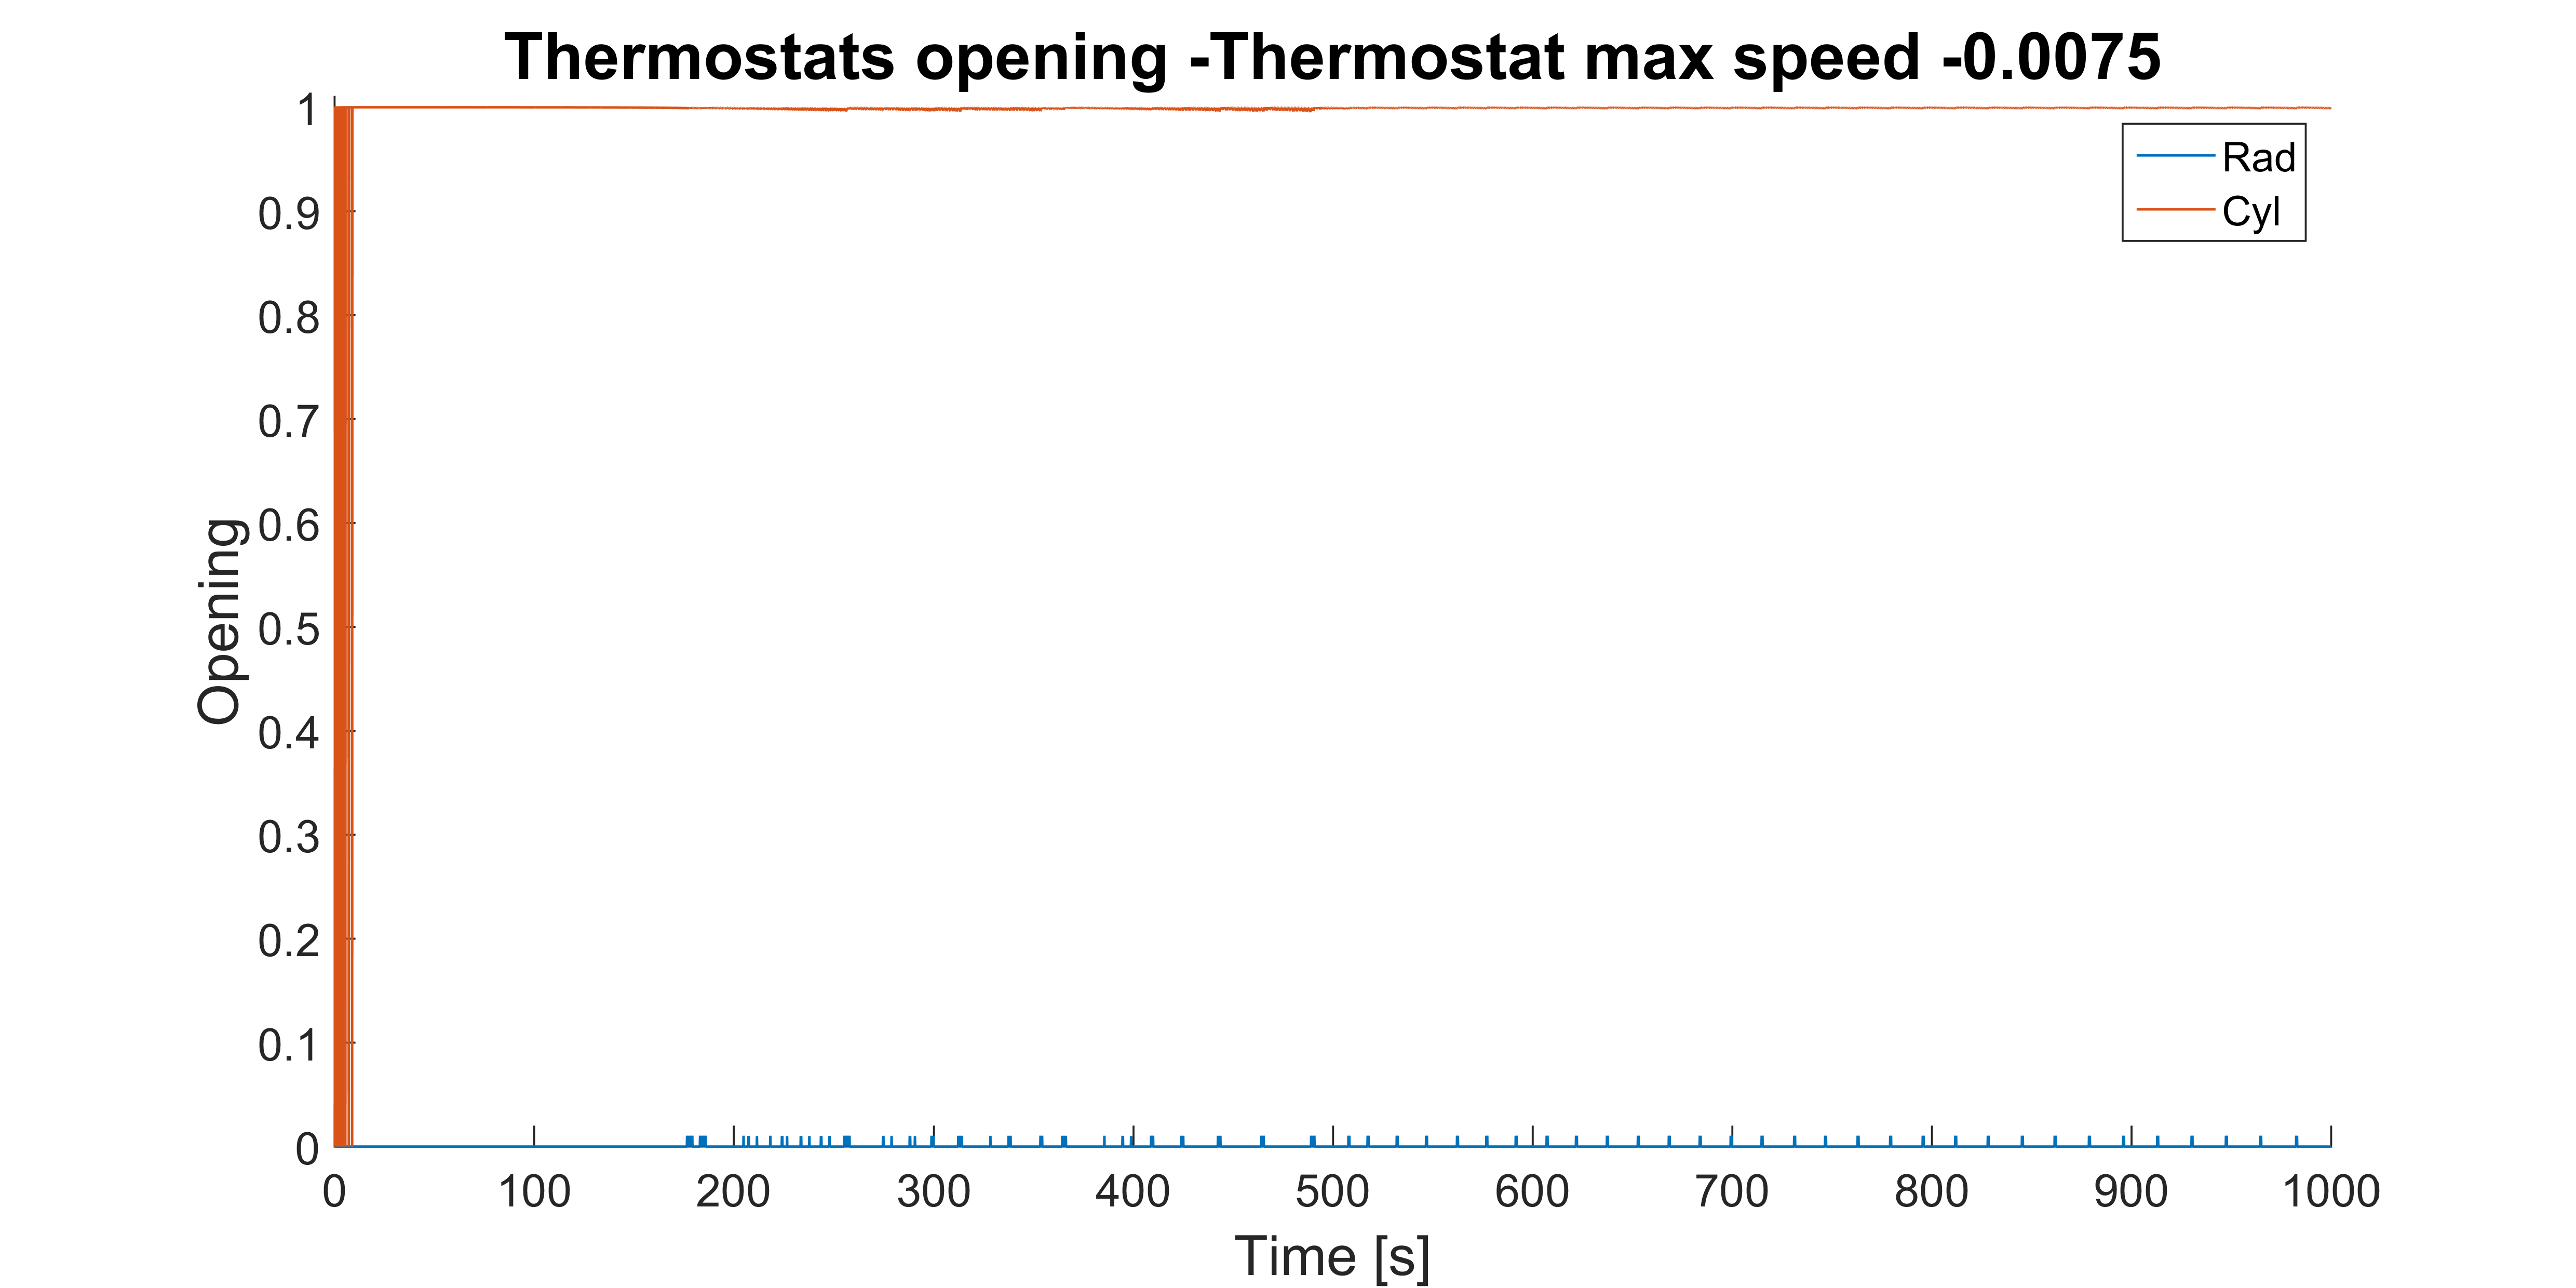 Thermostats opening -Thermostat max speed -0.0075
1
0.9
0.8
0.7
0.6
0.5
0.4
0.3
0.2
0.1
0
Opening
Rad
Cyl
0 100 200 300 400 500 600 700 800 900 1000
Time [s]